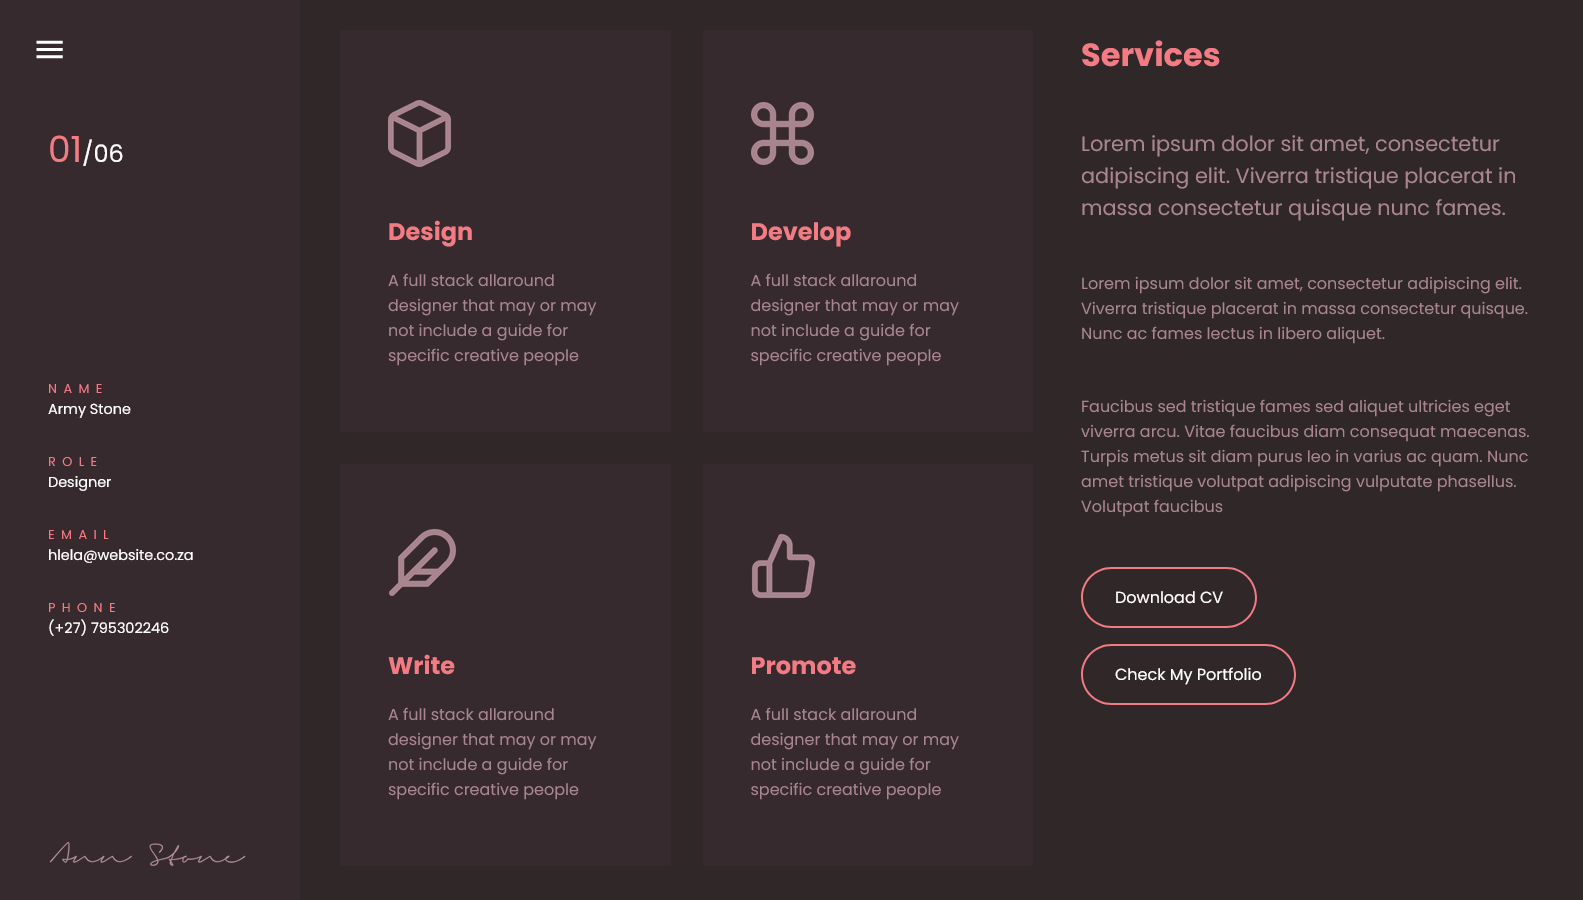 01/06
NAME
Army Stone
ROLE
Designer
EMAIL
hlela@website.co.za
PHONE
(+27) 795302246
Ann Stone
Design
A full stack allaround
designer that may or may
not include a guide for
specific creative people
Develop
A full stack allaround
designer that may or may
not include a guide for
specific creative people
Write
A full stack allaround
designer that may or may
not include a guide for
specific creative people
Promote
A full stack allaround
designer that may or may
not include a guide for
specific creative people
Services
Lorem ipsum dolor sit amet, consectetur
adipiscing elit. Viverra tristique placerat in
massa consectetur quisque nunc fames.
Lorem ipsum dolor sit amet, consectetur adipiscing elit.
Viverra tristique placerat in massa consectetur quisque.
Nunc ac fames lectus in libero aliquet.
Faucibus sed tristique fames sed aliquet ultricies eget
viverra arcu. Vitae faucibus diam consequat maecenas.
Turpis metus sit diam purus leo in varius ac quam. Nunc
amet tristique volutpat adipiscing vulputate phasellus.
Volutpat faucibus
Download CV
Check My Portfolio